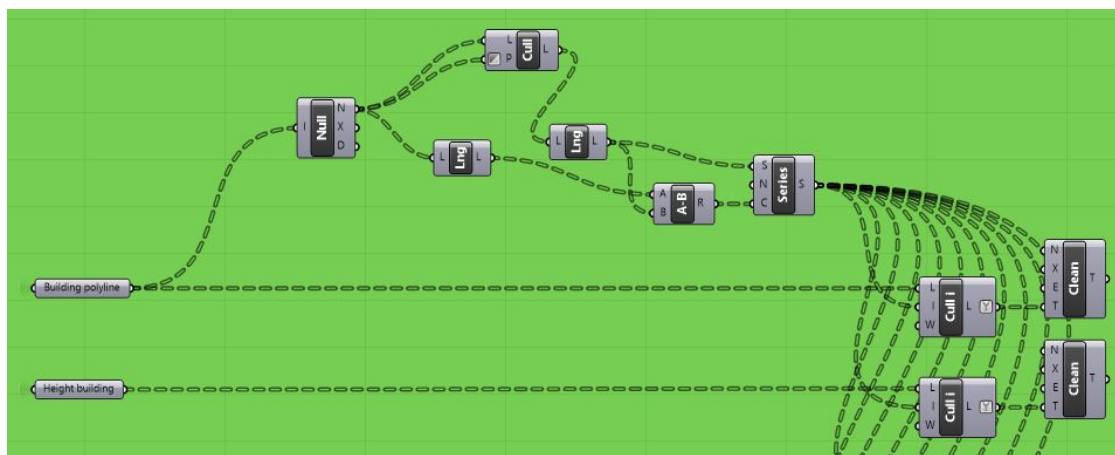 L
P
Cull
L
I
Null
N
X
D
L
Lng
L
L
Lng
L
A
B
A-B
R
S
N
C
Series
S
Building polyline
L
I
W
Cull i
L
Y
N
X
E
T
Clean
T
Height building
L
I
W
Cull i
L
Y
N
X
E
T
Clean
T